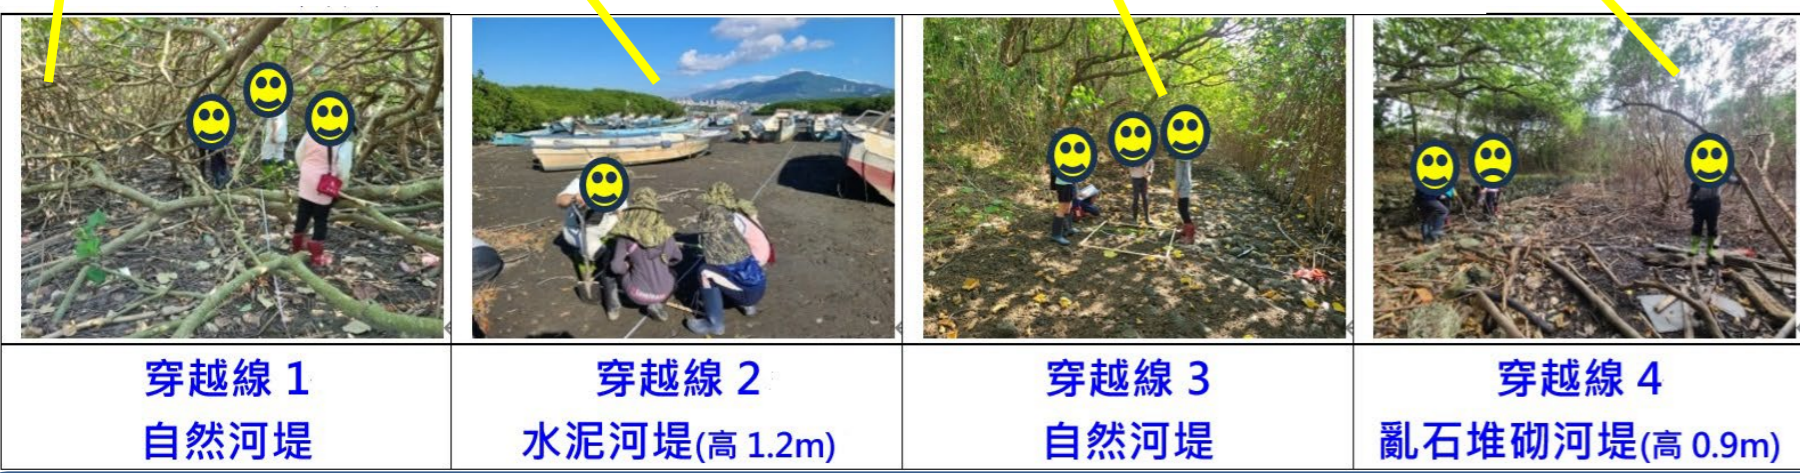 穿越線 1
自然河堤
穿越線 2
水泥河堤(高 1.2m)
穿越線 3
自然河堤
穿越線 4
亂石堆砌河堤(高 0.9m)